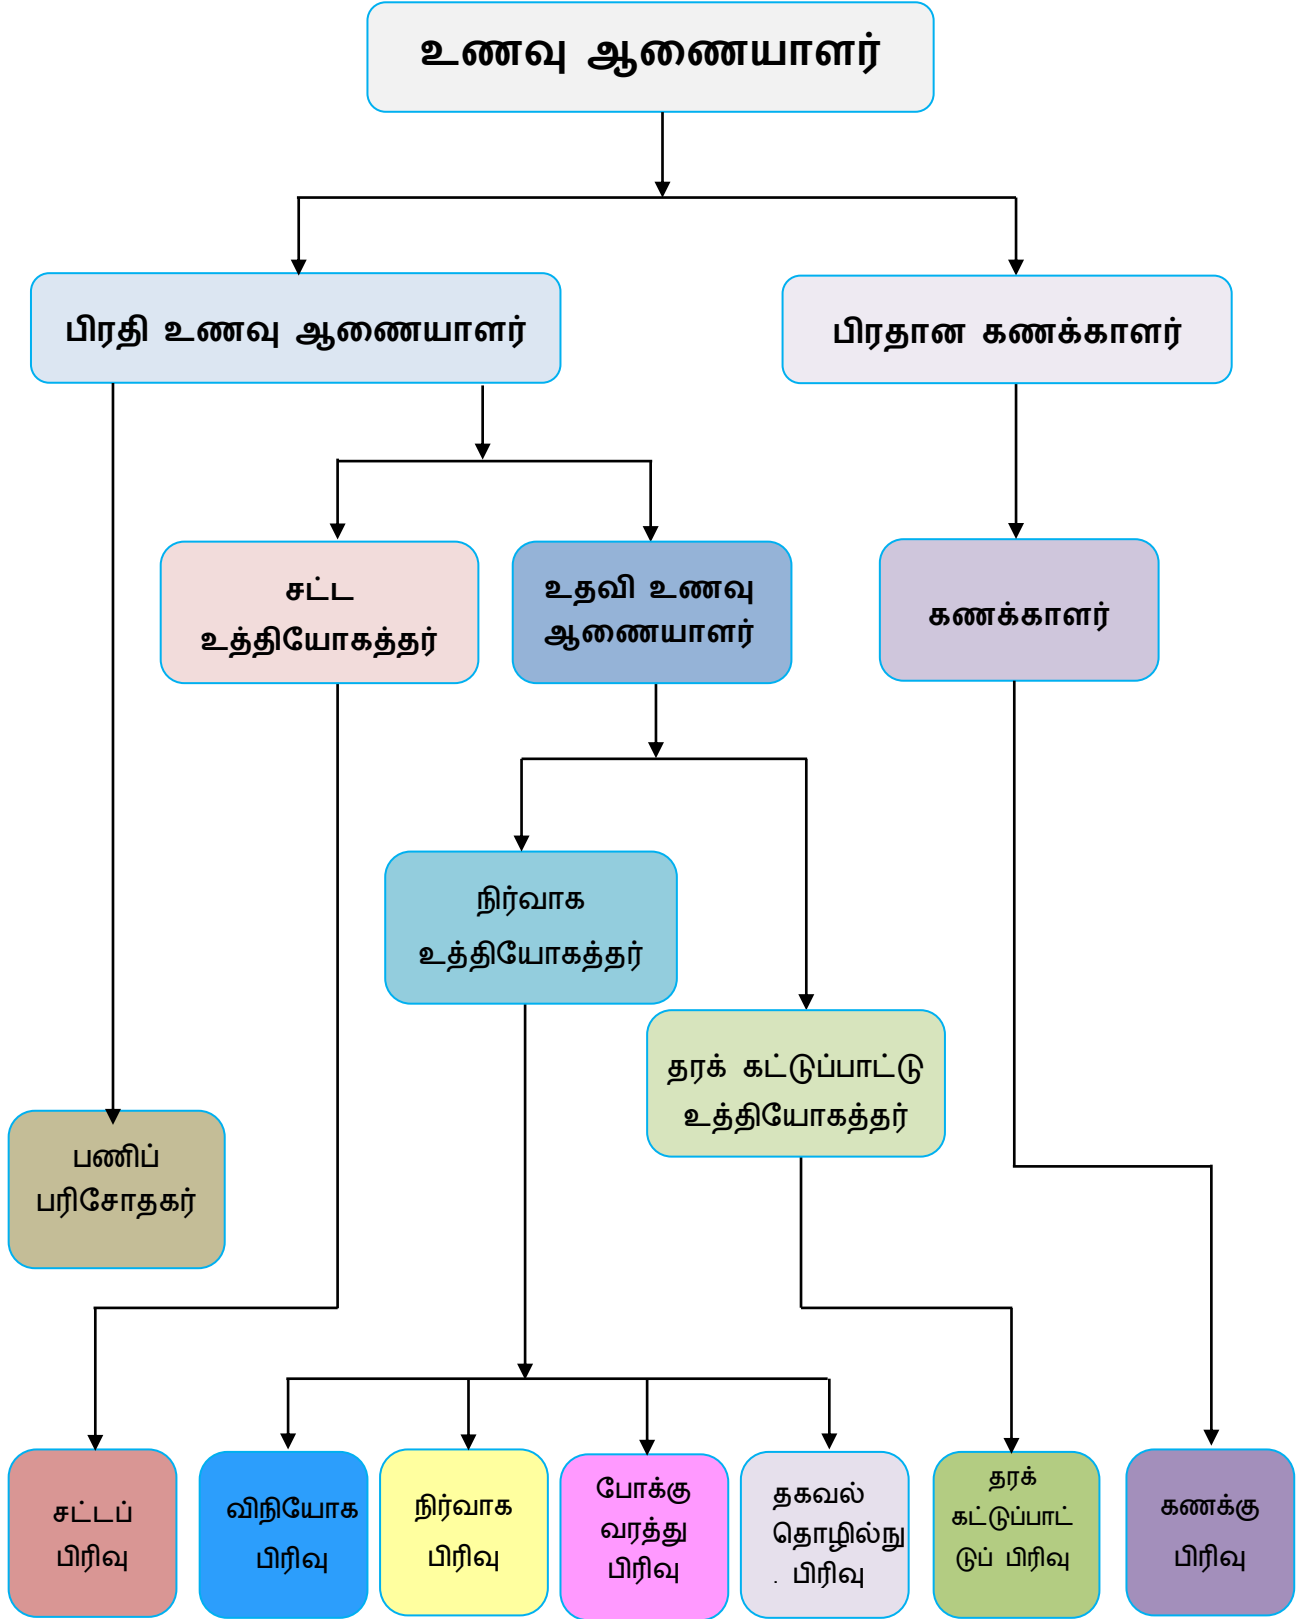 உணவு ஆணையாளர்
பிரதி உணவு ஆணையாளர்
பிரதான கணக்காளர்
சட்ட
உத்தியோகத்தர்
உதவி உணவு
ஆணையாளர்
கணக்காளர்
நிர்வாக
உத்தியோகத்தர்
தரக் கட்டுப்பாட்டு
உத்தியோகத்தர்
பணிப்
பரிசோதகர்
சட்டப்
பிரிவு
விநியோக
பிரிவு
நிர்வாக
பிரிவு
போக்கு
வரத்து
பிரிவு
தகவல்
தொழில்நு
. பிரிவு
தரக்
கட்டுப்பாட்
டுப் பிரிவு
கணக்கு
பிரிவு